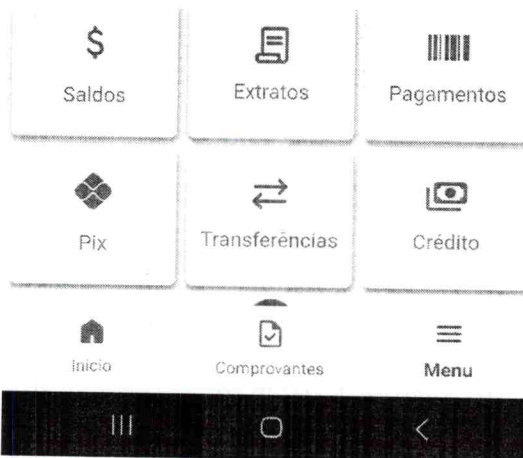 $
Saldos Extratos Pagamentos
Pix Transferências Crédito
Início Comprovantes Menu